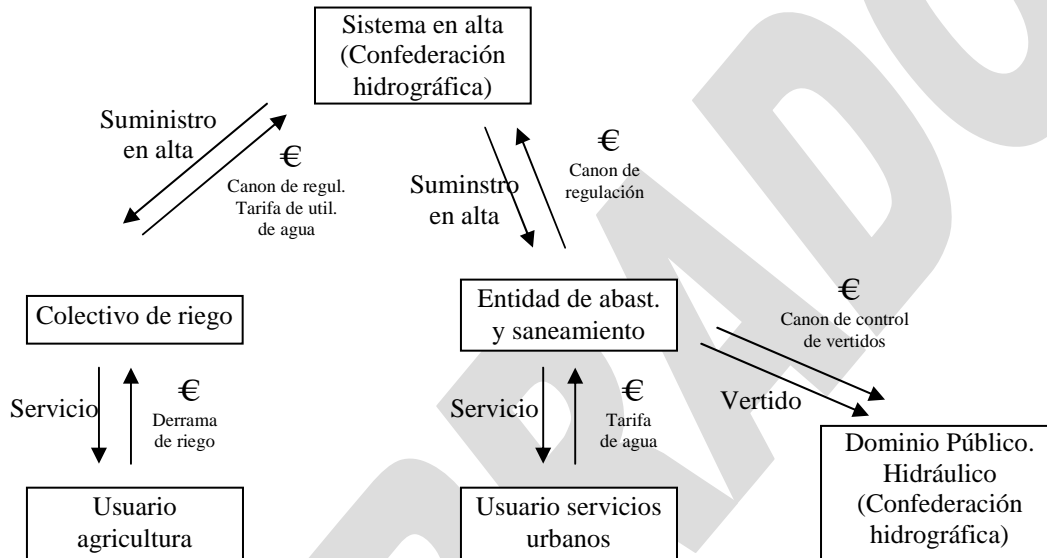 Sistema en alta
(Confederación
hidrográfica)
Suministro
en alta
€
Canon de regul.
Tarifa de util.
de agua
Suminstro
en alta
€
Canon de
regulación
Colectivo de riego
Entidad de abast.
y saneamiento
€
Canon de control
de vertidos
Vertido
Servicio
€
Derrama
de riego
Servicio
€
Tarifa
de agua
Usuario
agricultura
Usuario servicios
urbanos
Dominio Público.
Hidráulico
(Confederación
hidrográfica)